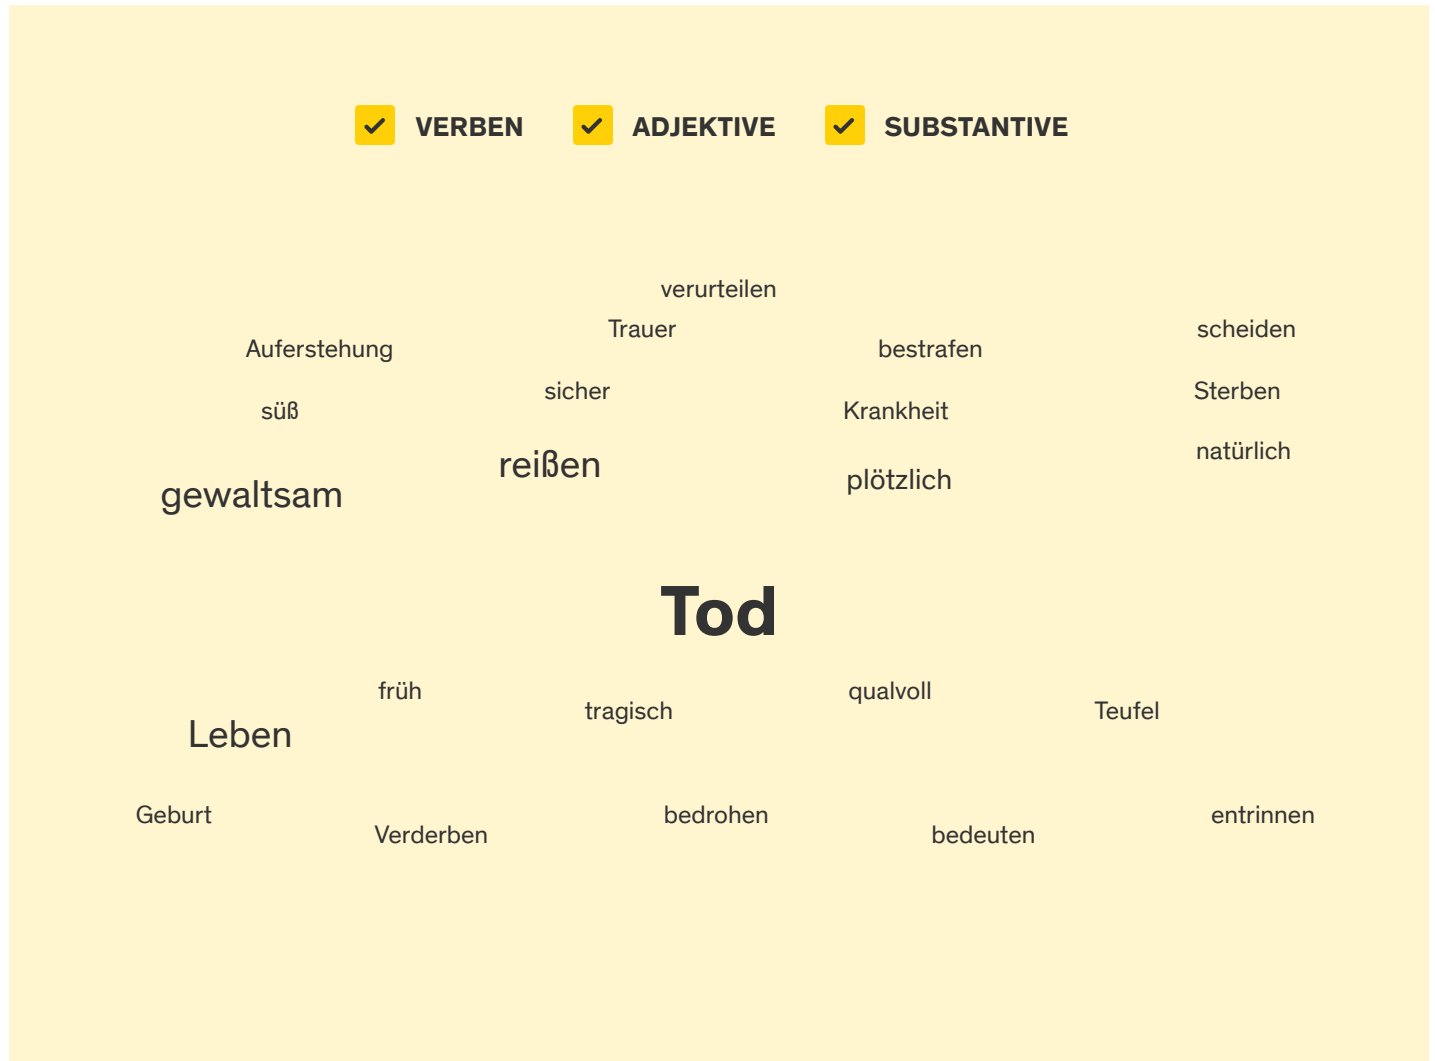 VERBEN ADJEKTIVE SUBSTANTIVE
verurteilen
Trauer scheiden
Auferstehung bestrafen
sicher Sterben
süß Krankheit
natürlich
reißen
plötzlich
gewaltsam
Tod
früh qualvoll
tragisch Teufel
Leben
Geburt bedrohen entrinnen
Verderben bedeuten